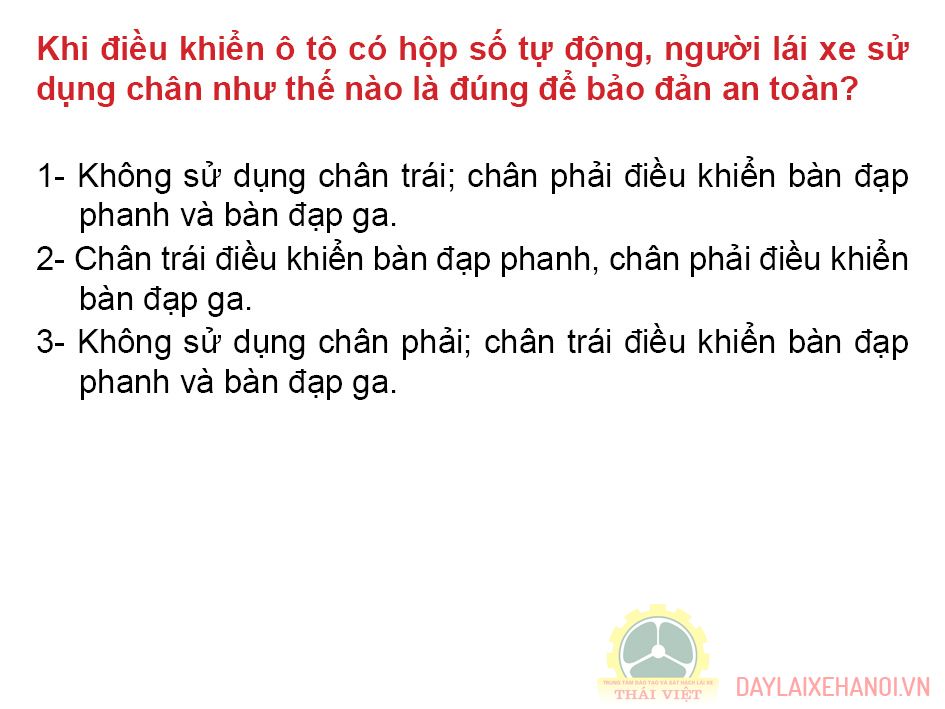 Khi điều khiển ô tô có hộp số tự động, người lái xe sử
dụng chân như thế nào là đúng để bảo đản an toàn?
1- Không sử dụng chân trái; chân phải điều khiển bàn đạp
phanh và bàn đạp ga.
2- Chân trái điều khiển bàn đạp phanh, chân phải điều khiển
bàn đạp ga.
3- Không sử dụng chân phải; chân trái điều khiển bàn đạp
phanh và bàn đạp ga.
TRUNG TÂM ĐÀO TẠO VÀ SÁT HẠCH LÁI XE
THÁI VIỆT
DAYLAIXEHANOI.VN